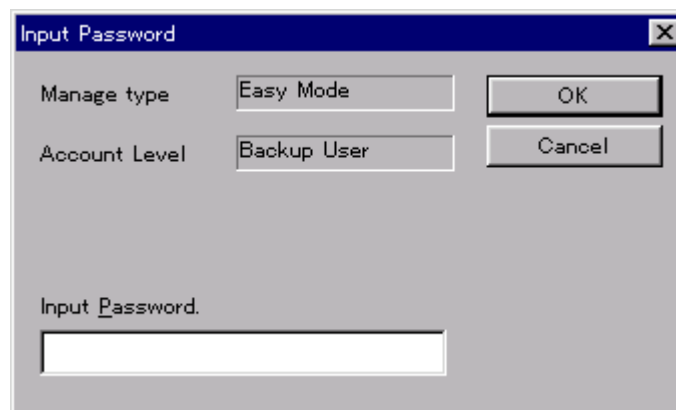 Input Password
Manage type Easy Mode OK
Account Level Backup User Cancel
Input Password.